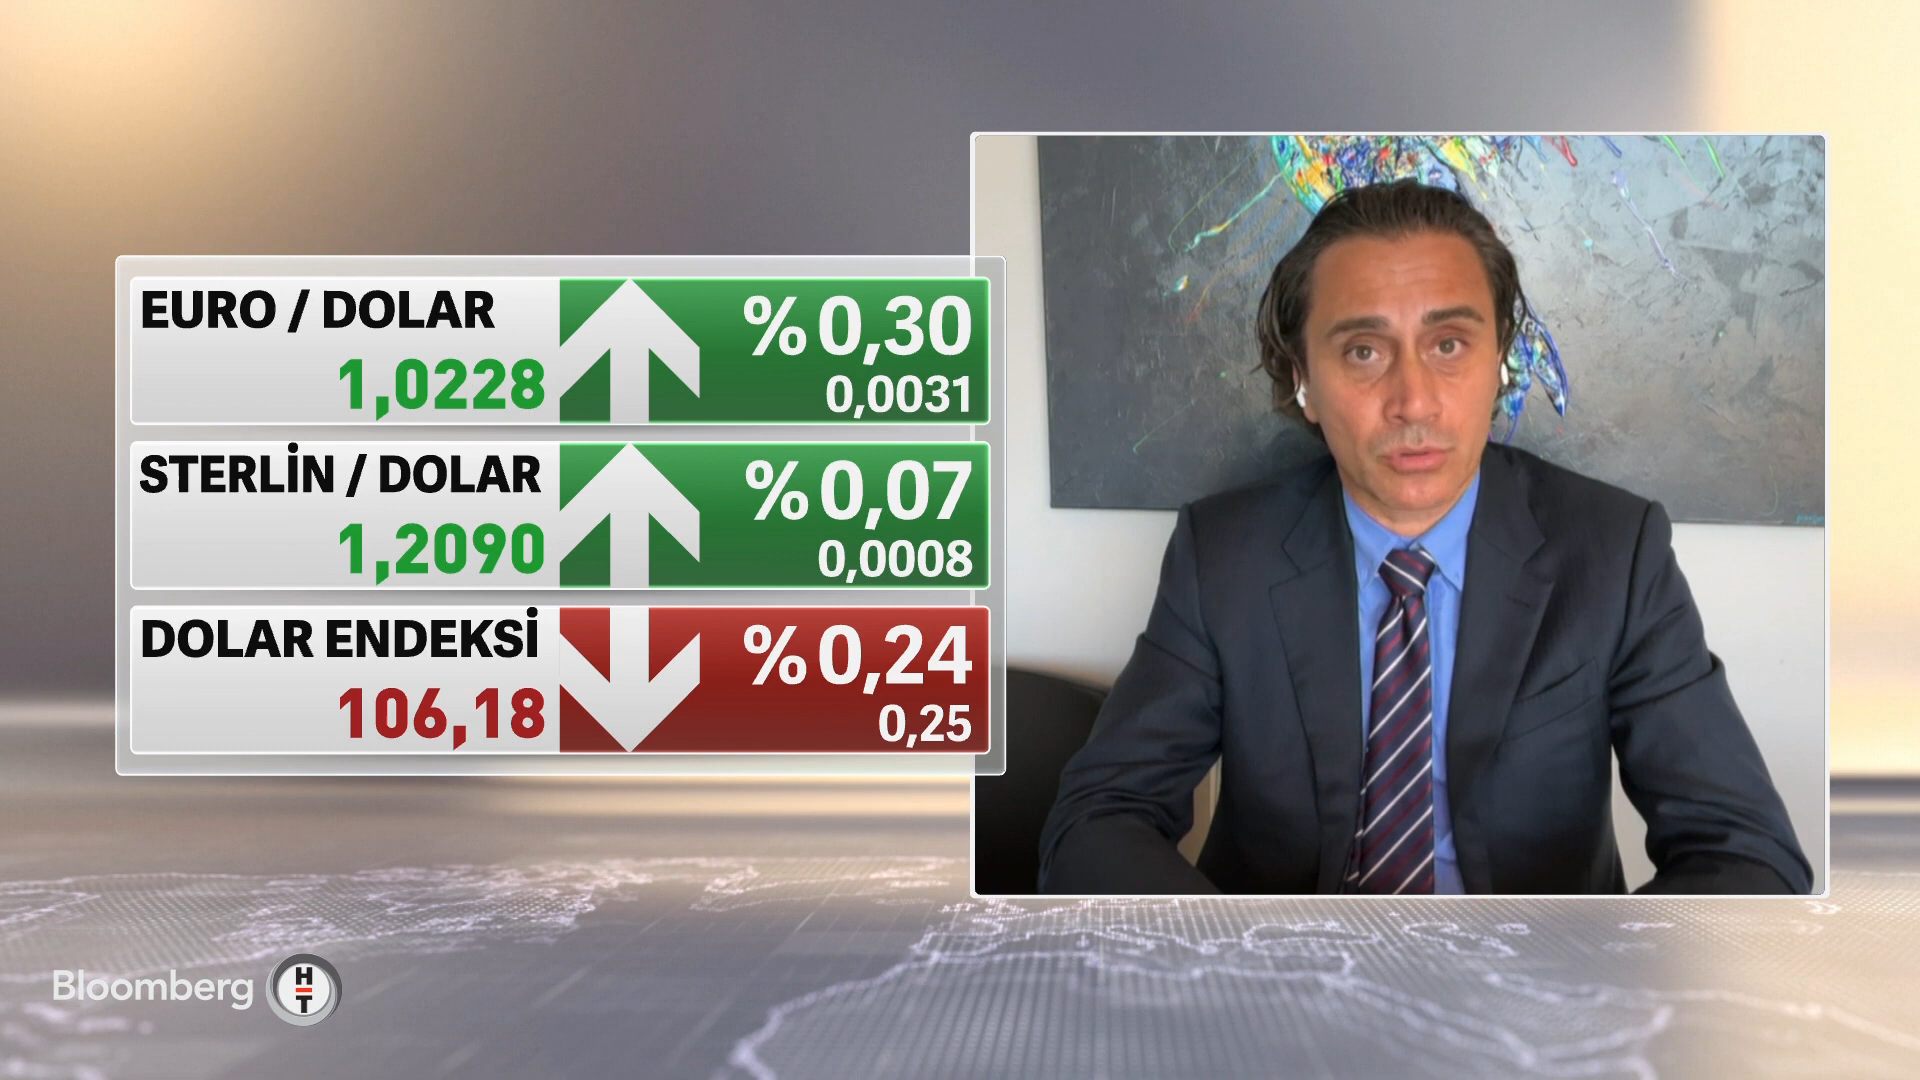 EURO / DOLAR
1,0228
%0,30
0,0031
STERLİN / DOLAR
1,2090
%0,07
0,0008
DOLAR ENDEKSİ
106,18
%0,24
0,25
Bloomberg HT